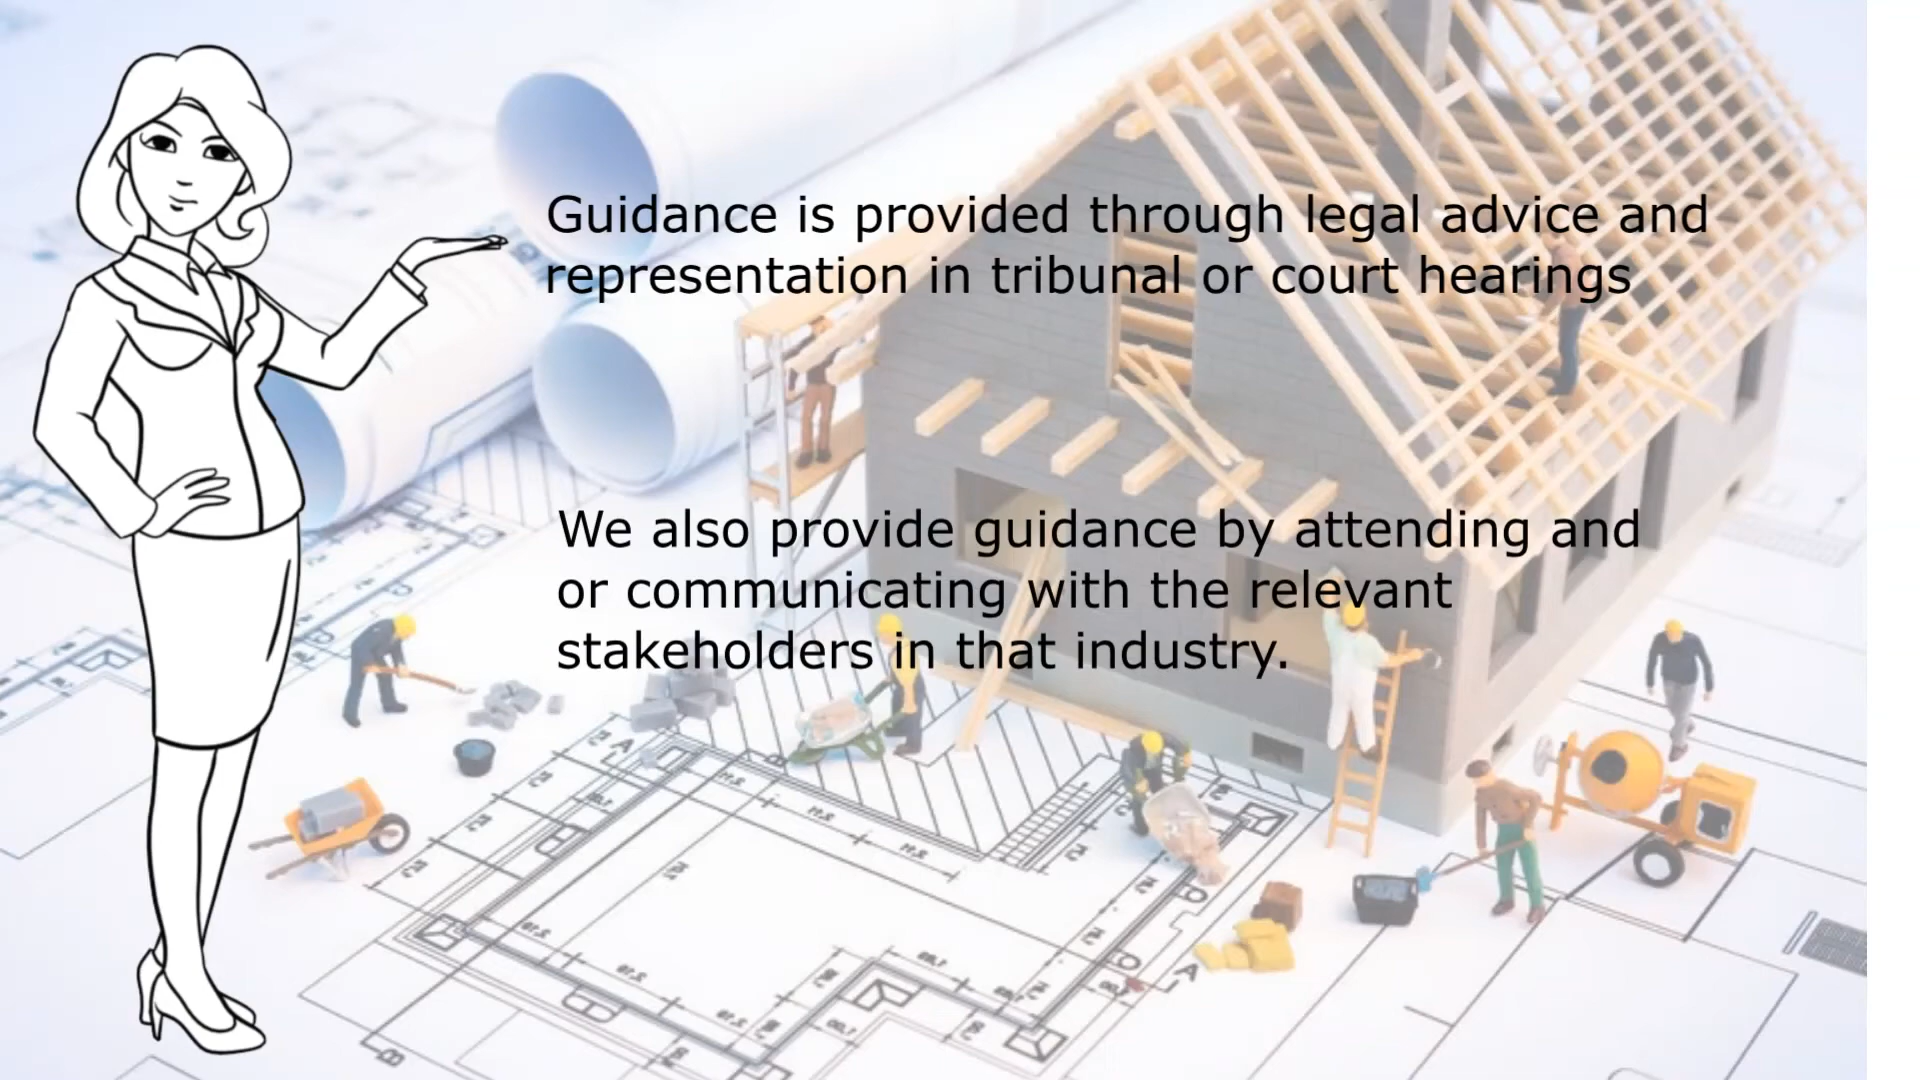 Guidance is provided through legal advice and
representation in tribunal or court hearings
We also provide guidance by attending and
or communicating with the relevant
stakeholders in that industry.